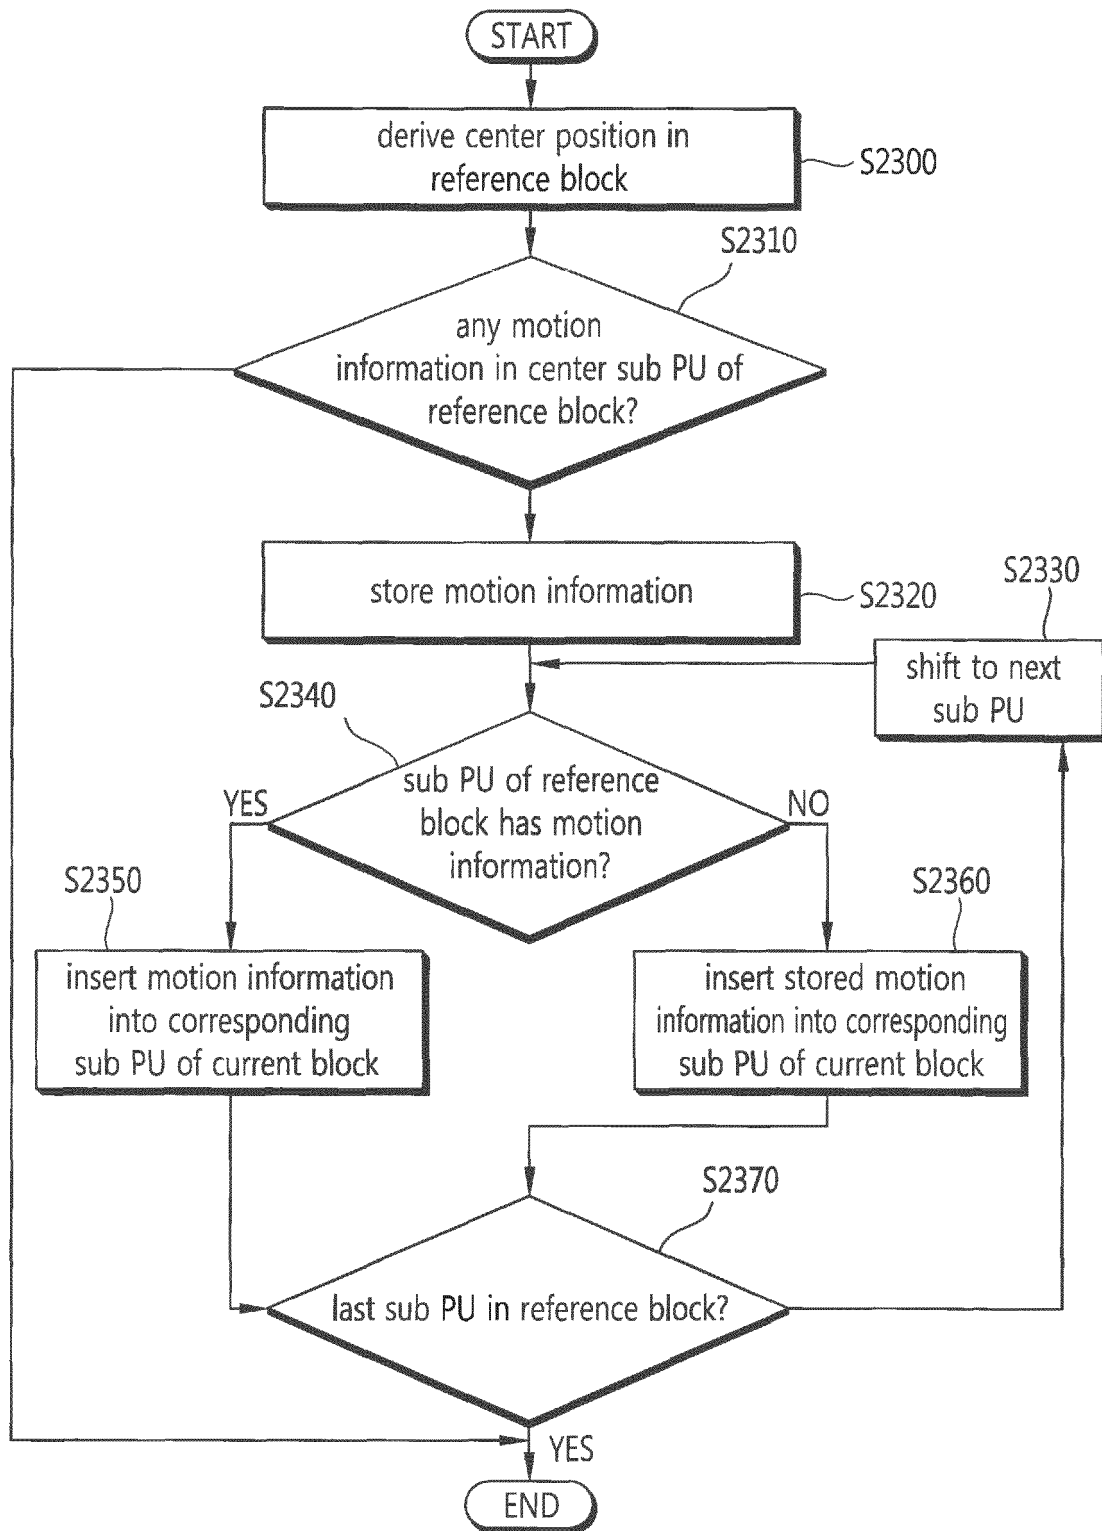 START
derive center position in
reference block
S2300
S2310
any motion
information in center sub PU of
reference block?
store motion information
S2320
S2330
shift to next
sub PU
S2340
sub PU of reference
block has motion
information?
YES
NO
S2350
insert motion information
into corresponding
sub PU of current block
S2360
insert stored motion
information into corresponding
sub PU of current block
S2370
last sub PU in reference block?
YES
END